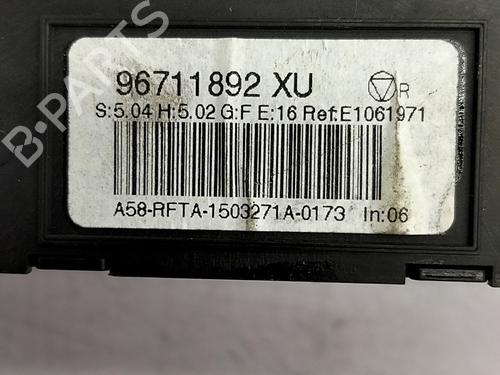 96711892 XU
R
S:5.04 H:5.02 G:F E:16 Ref:E1061971
A58-RFTA-1503271A-0173 In:06
B-PARTS